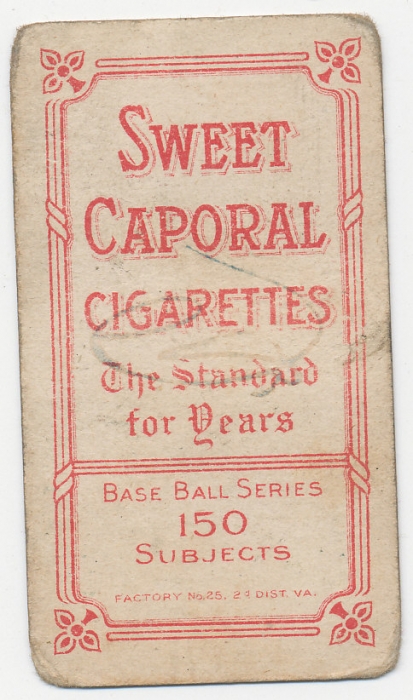 SWEET
CAPORAL
CIGARETTES
The Standard
for Years
BASE BALL SERIES
150
SUBJECTS
FACTORY No. 25, 2d DIST. VA.